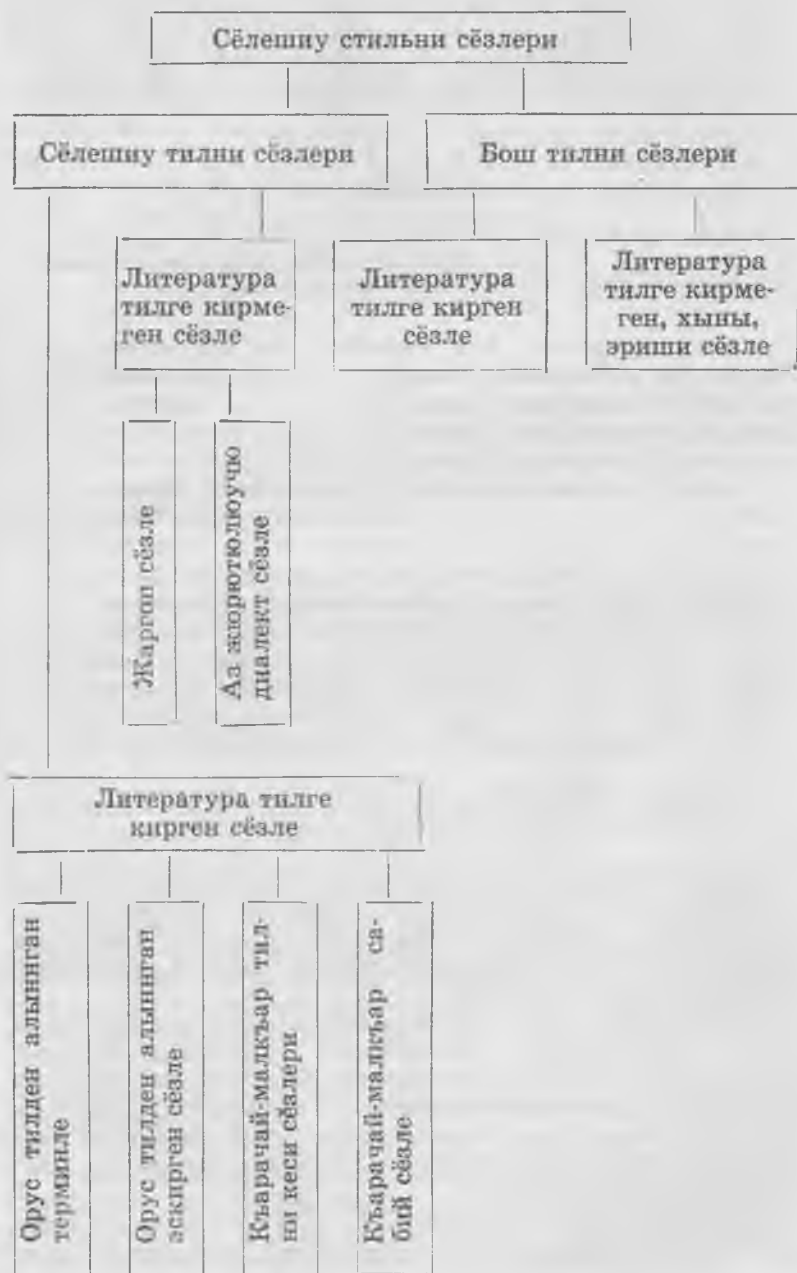 Сёлешиу стильни сёзлери
Сёлешиу тилни сёзлери
Бош тилни сёзлери
Литература
тилге кирме-
ген сёзле
Литература
тилге кирген
сёзле
Литература
тилге кирме-
ген, хыны,
эриши сёзле
Жаргон сёзле
Аз жюрютюлюучю
диалект сёзле
Литература тилге
кирген сёзле
Орус тилден алыннган
терминле
Орус тилден алыннган
эскирген сёзле
Къарачай-малкъар тил-
ни кеси сёзлери
Къарачай-малкъар са-
бий сёзле